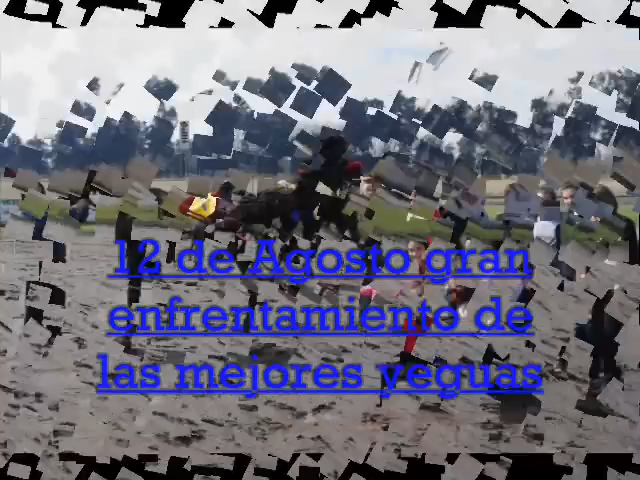 12 de Agosto gran
enfrentamiento de
las mejores yeguas